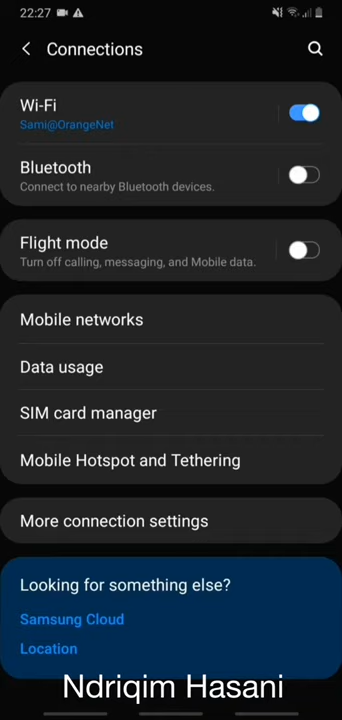 22:27
Connections
Wi-Fi
Sami@OrangeNet
Bluetooth
Connect to nearby Bluetooth devices.
Flight mode
Turn off calling, messaging, and Mobile data.
Mobile networks
Data usage
SIM card manager
Mobile Hotspot and Tethering
More connection settings
Looking for something else?
Samsung Cloud
Location
Ndriqim Hasani